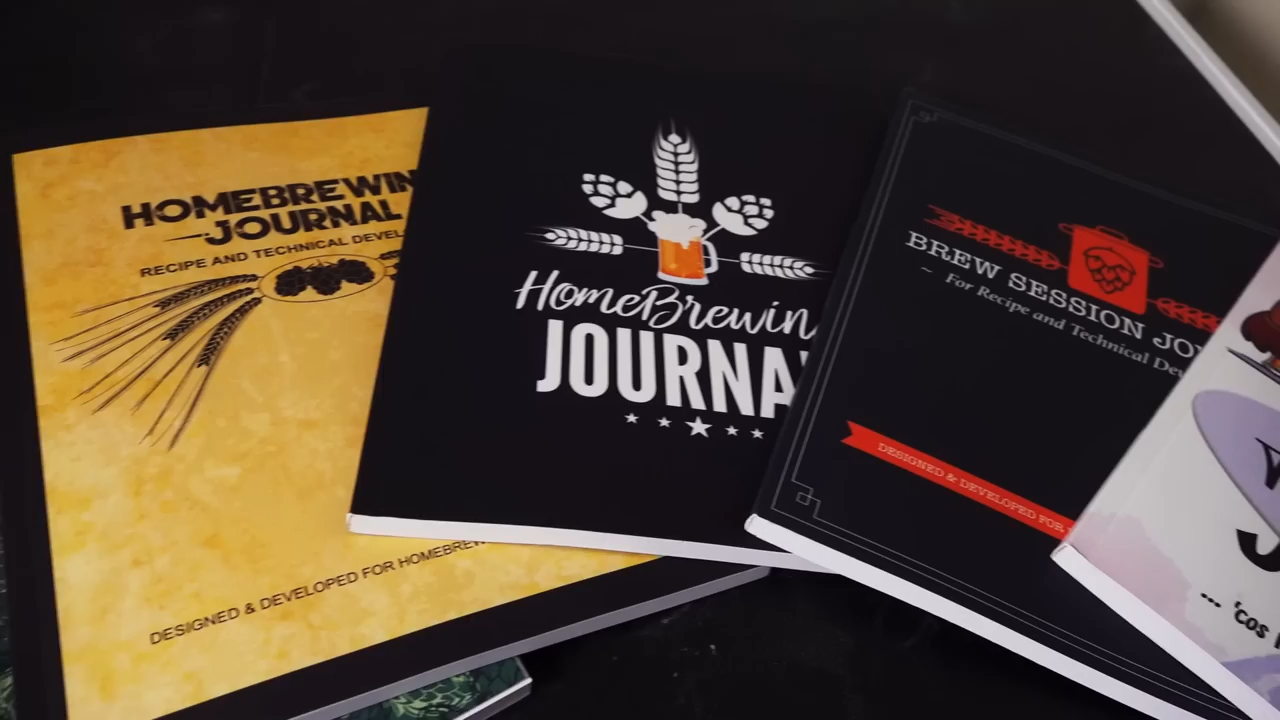 HOMEBREWIN
JOURNAL
RECIPE AND TECHNICAL DEVEL
DESIGNED & DEVELOPED FOR HOMEBREW
HomeBrewin
JOURNA
BREW SESSION JO
~ For Recipe and Technical Dev
DESIGNED & DEVELOPED FOR
J
... 'cos